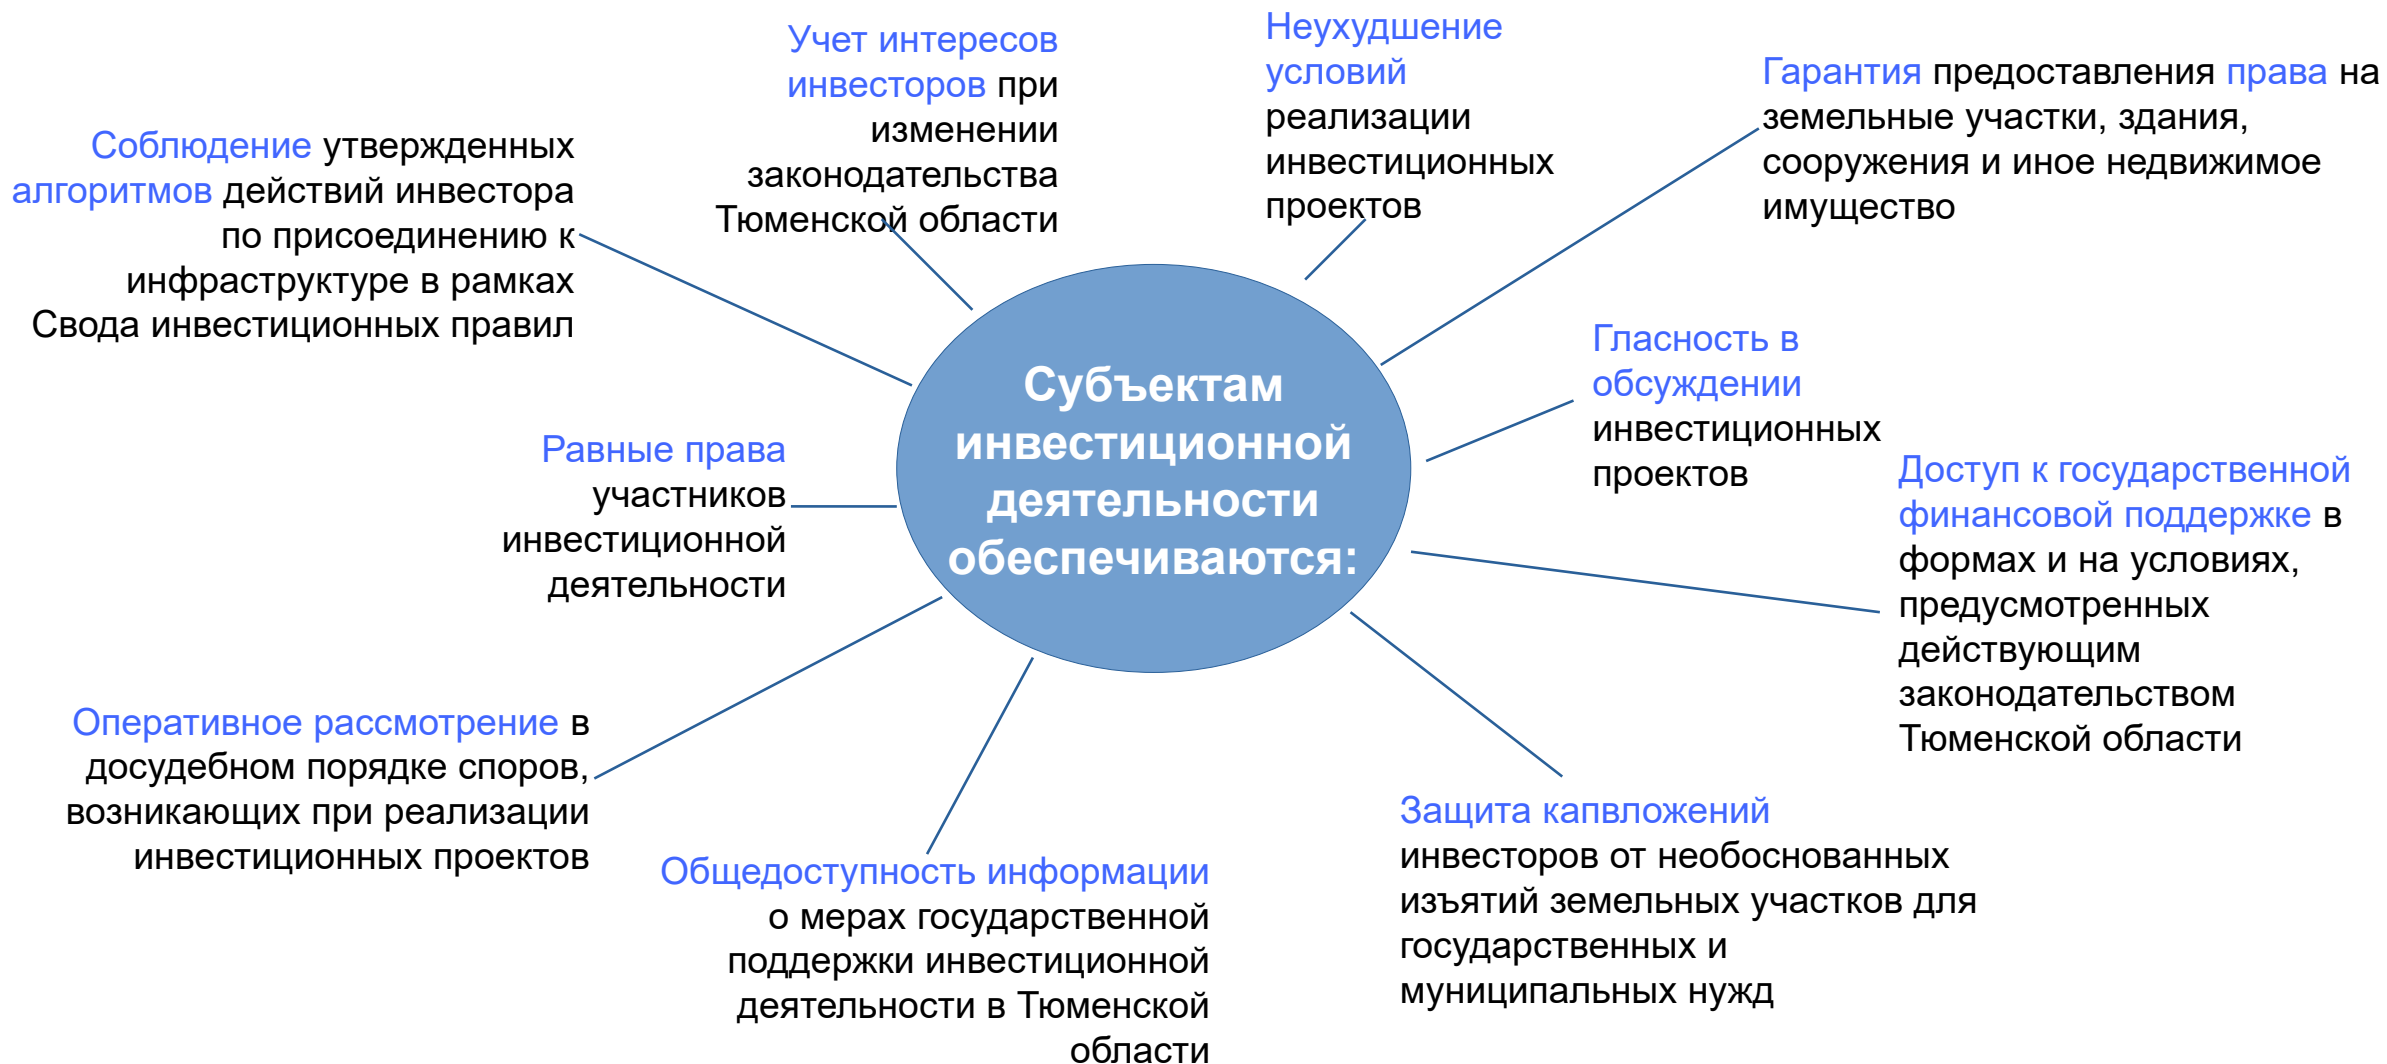 Соблюдение утвержденных
алгоритмов действий инвестора
по присоединению к
инфраструктуре в рамках
Свода инвестиционных правил
Учет интересов
инвесторов при
изменении
законодательства
Тюменской области
Неухудшение
условий
реализации
инвестиционных
проектов
Гарантия предоставления права на
земельные участки, здания,
сооружения и иное недвижимое
имущество
Субъектам
инвестиционной
деятельности
обеспечиваются:
Гласность в
обсуждении
инвестиционных
проектов
Равные права
участников
инвестиционной
деятельности
Доступ к государственной
финансовой поддержке в
формах и на условиях,
предусмотренных
действующим
законодательством
Тюменской области
Оперативное рассмотрение в
досудебном порядке споров,
возникающих при реализации
инвестиционных проектов
Общедоступность информации
о мерах государственной
поддержки инвестиционной
деятельности в Тюменской
области
Защита капвложений
инвесторов от необоснованных
изъятий земельных участков для
государственных и
муниципальных нужд